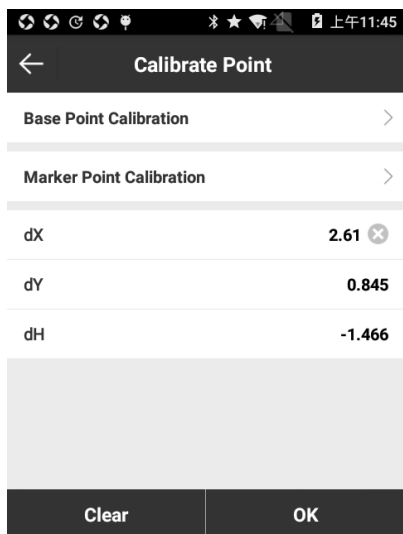 上午11:45
Calibrate Point
Base Point Calibration
Marker Point Calibration
dX 2.61
dY 0.845
dH -1.466
Clear OK